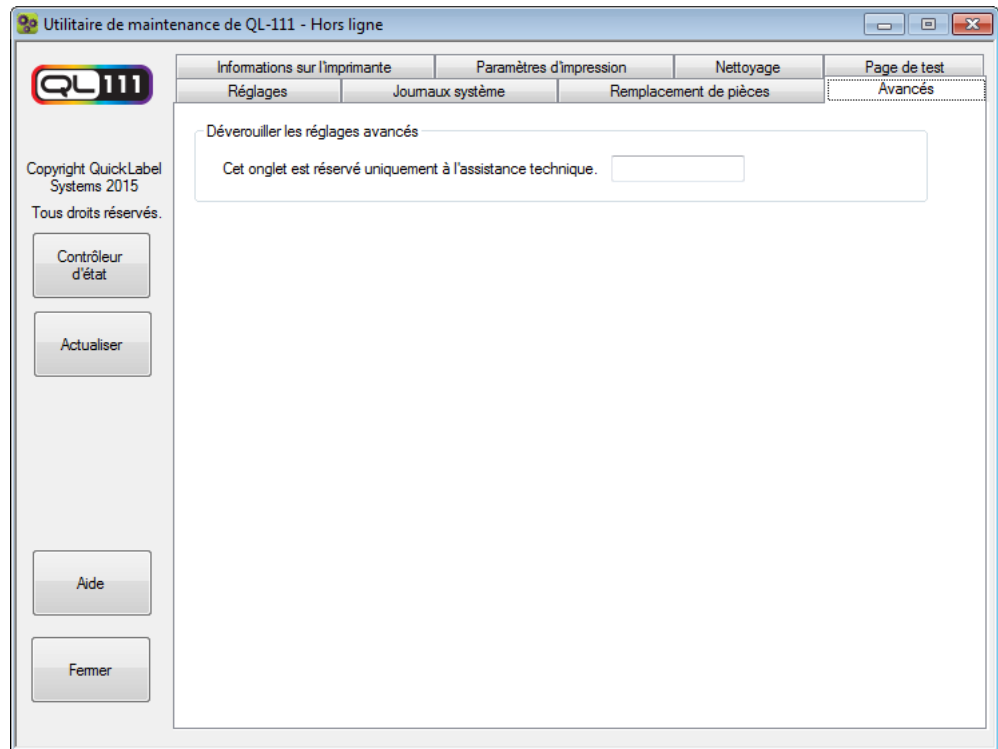 Utilitaire de maintenance de QL-111 - Hors ligne
QL111
Informations sur l'imprimante
Paramètres d'impression
Nettoyage
Page de test
Réglages
Journaux système
Remplacement de pièces
Avancés
Déverouiller les réglages avancés
Cet onglet est réservé uniquement à l'assistance technique.
Copyright QuickLabel
Systems 2015
Tous droits réservés.
Contrôleur
d'état
Actualiser
Aide
Fermer